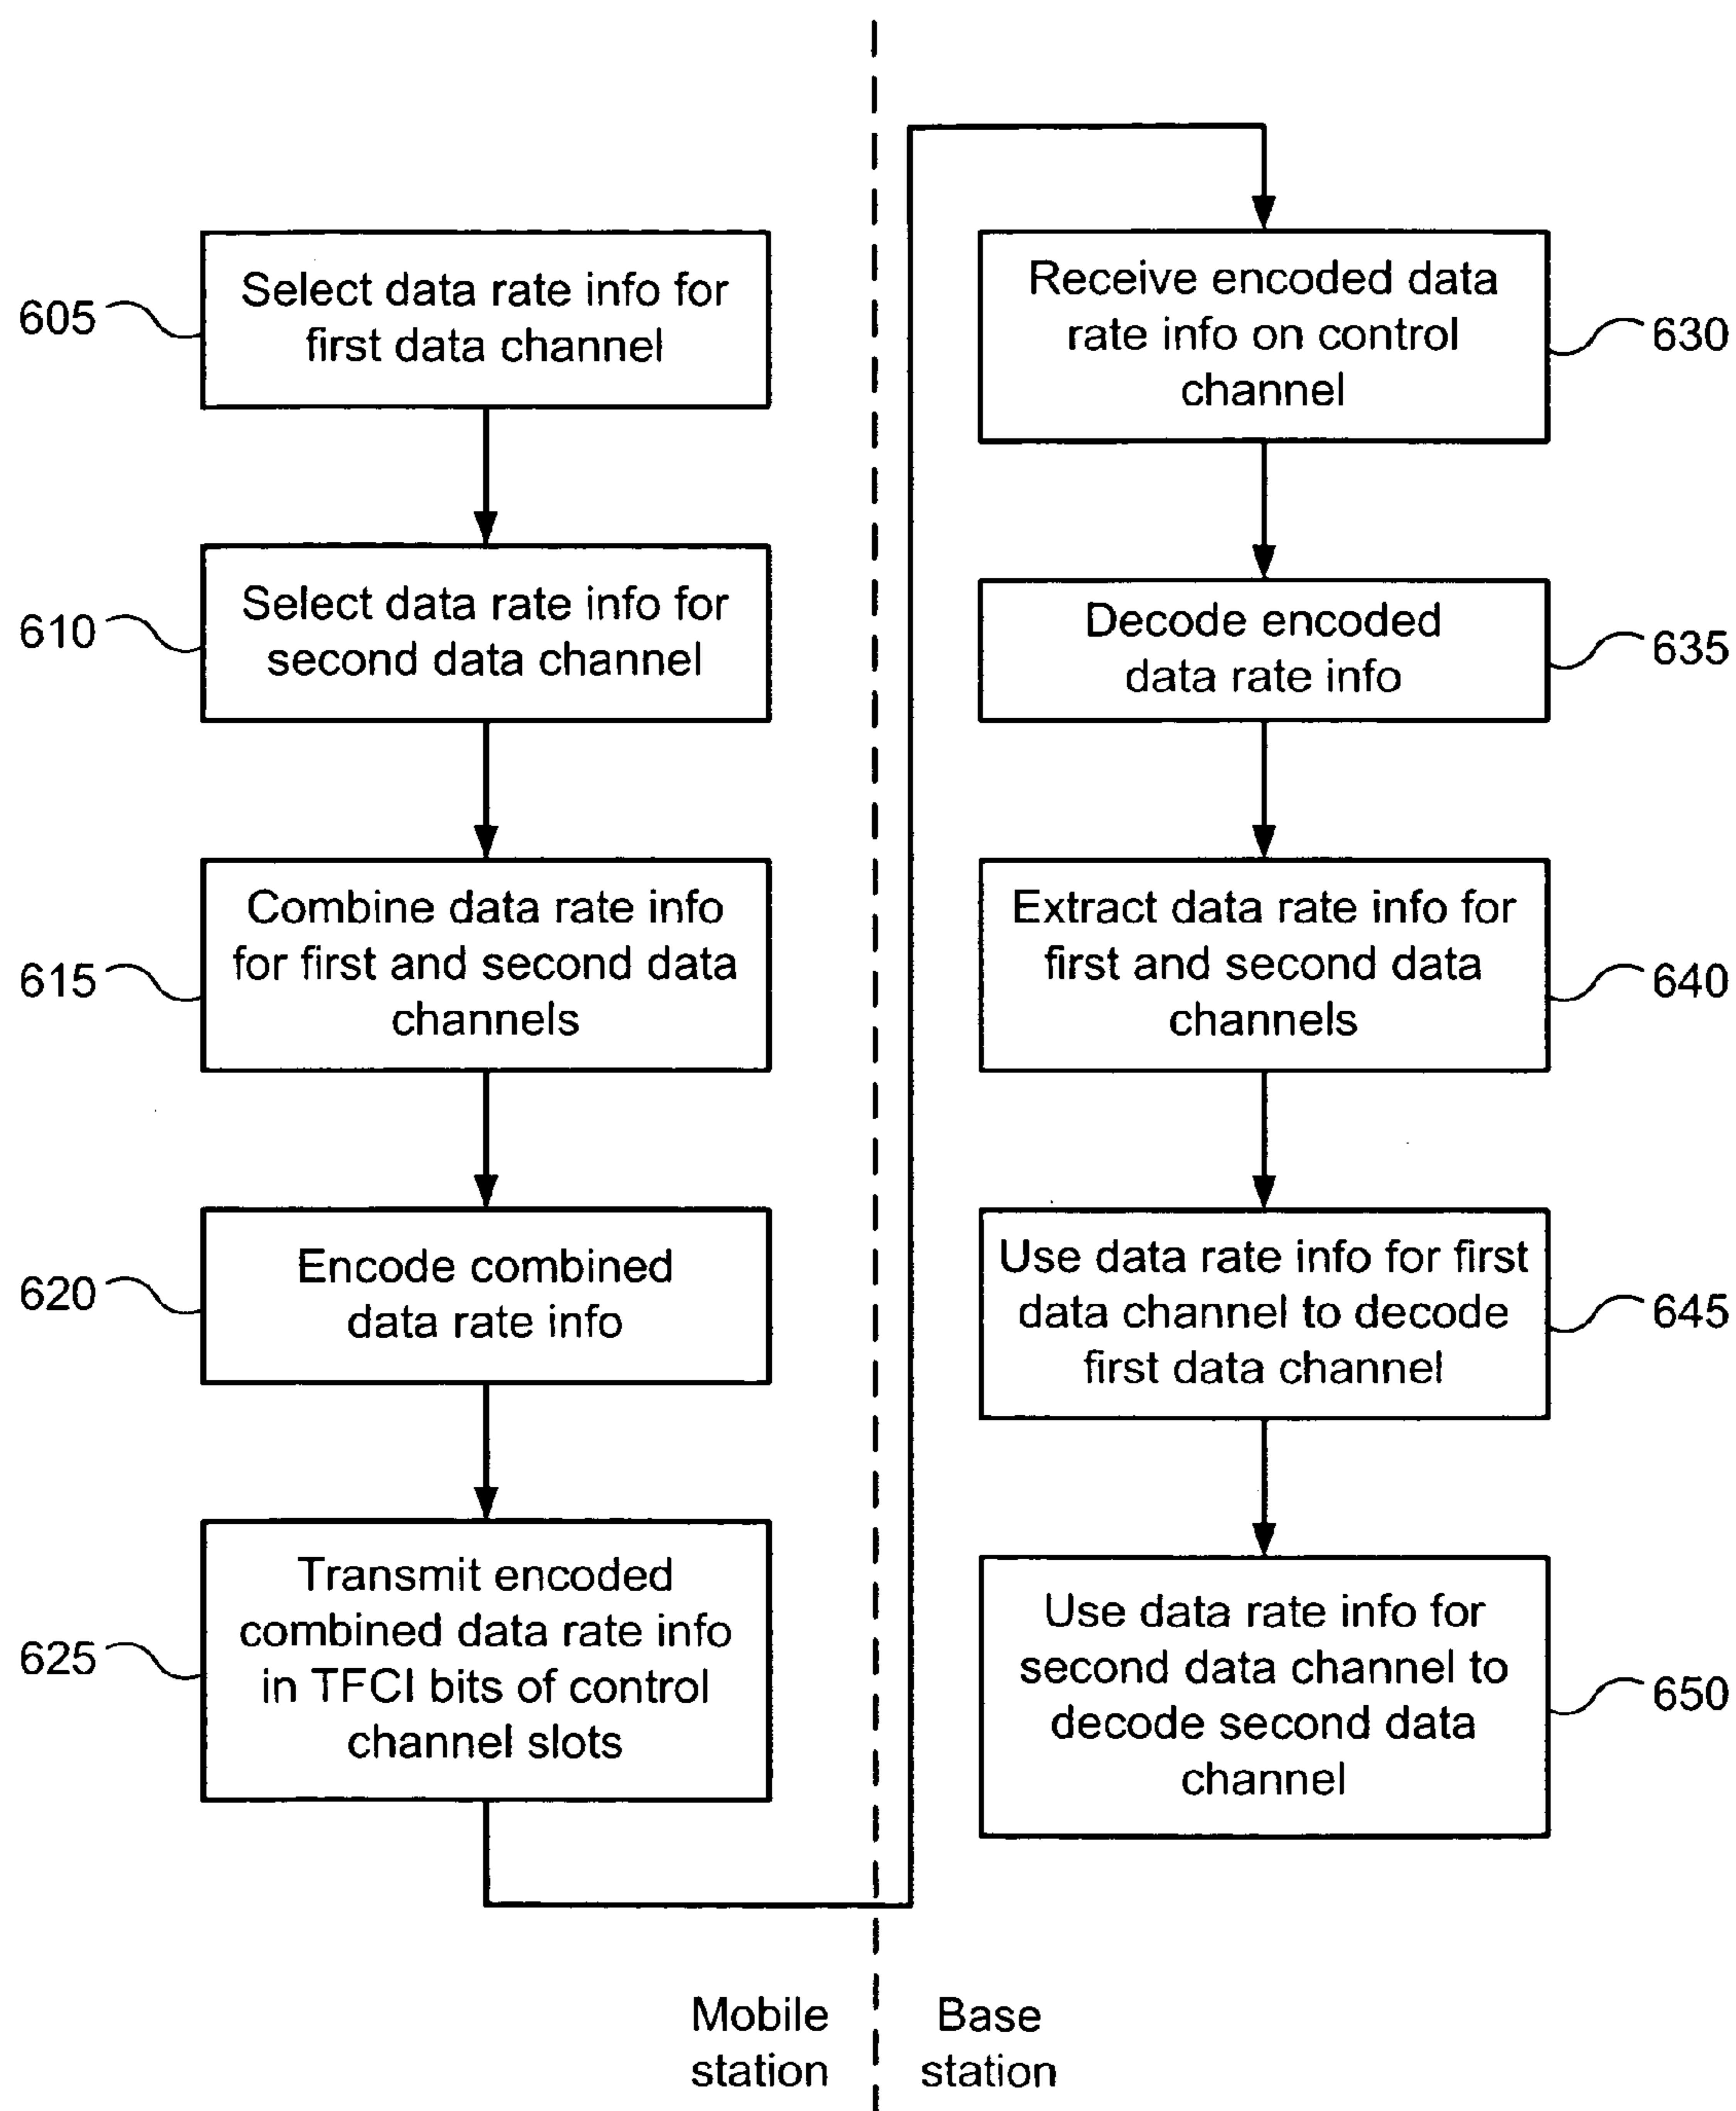 605
Select data rate info for
first data channel
610
Select data rate info for
second data channel
615
Combine data rate info
for first and second data
channels
620
Encode combined
data rate info
625
Transmit encoded
combined data rate info
in TFCI bits of control
channel slots
Receive encoded data
rate info on control
channel
630
Decode encoded
data rate info
635
Extract data rate info for
first and second data
channels
640
Use data rate info for first
data channel to decode
first data channel
645
Use data rate info for
second data channel to
decode second data
channel
650
Mobile
station
Base
station